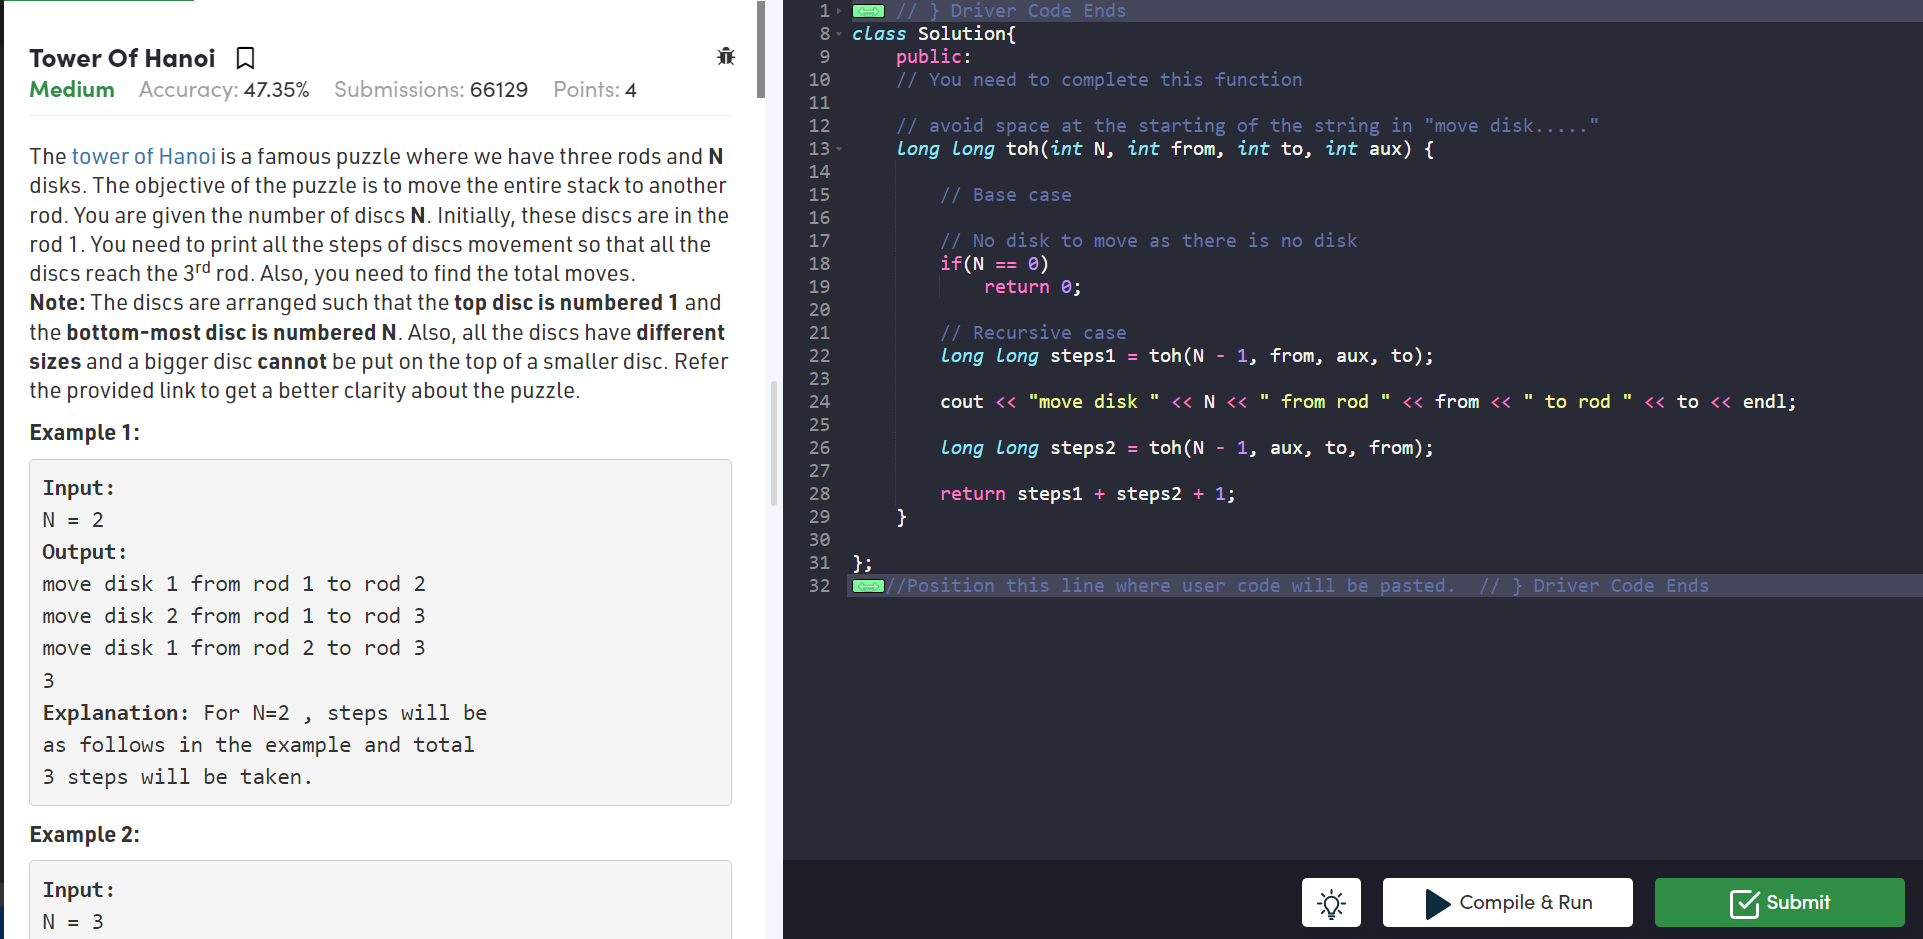 Tower Of Hanoi
Medium Accuracy: 47.35% Submissions: 66129 Points: 4
The tower of Hanoi is a famous puzzle where we have three rods and N
disks. The objective of the puzzle is to move the entire stack to another
rod. You are given the number of discs N. Initially, these discs are in the
rod 1. You need to print all the steps of discs movement so that all the
discs reach the 3rd rod. Also, you need to find the total moves.
Note: The discs are arranged such that the top disc is numbered 1 and
the bottom-most disc is numbered N. Also, all the discs have different
sizes and a bigger disc cannot be put on the top of a smaller disc. Refer
the provided link to get a better clarity about the puzzle.
Example 1:
Input:
N = 2
Output:
move disk 1 from rod 1 to rod 2
move disk 2 from rod 1 to rod 3
move disk 1 from rod 2 to rod 3
3
Explanation: For N=2 , steps will be
as follows in the example and total
3 steps will be taken.
Example 2:
Input:
N = 3
1 // } Driver Code Ends
8 class Solution{
9 public:
10 // You need to complete this function
11
12 // avoid space at the starting of the string in "move disk....."
13 long long toh(int N, int from, int to, int aux) {
14
15 // Base case
16
17 // No disk to move as there is no disk
18 if(N == 0)
19 return 0;
20
21 // Recursive case
22 long long steps1 = toh(N - 1, from, aux, to);
23
24 cout << "move disk " << N << " from rod " << from << " to rod " << to << endl;
25
26 long long steps2 = toh(N - 1, aux, to, from);
27
28 return steps1 + steps2 + 1;
29 }
30
31 };
32 //Position this line where user code will be pasted. // } Driver Code Ends
Compile & Run
Submit